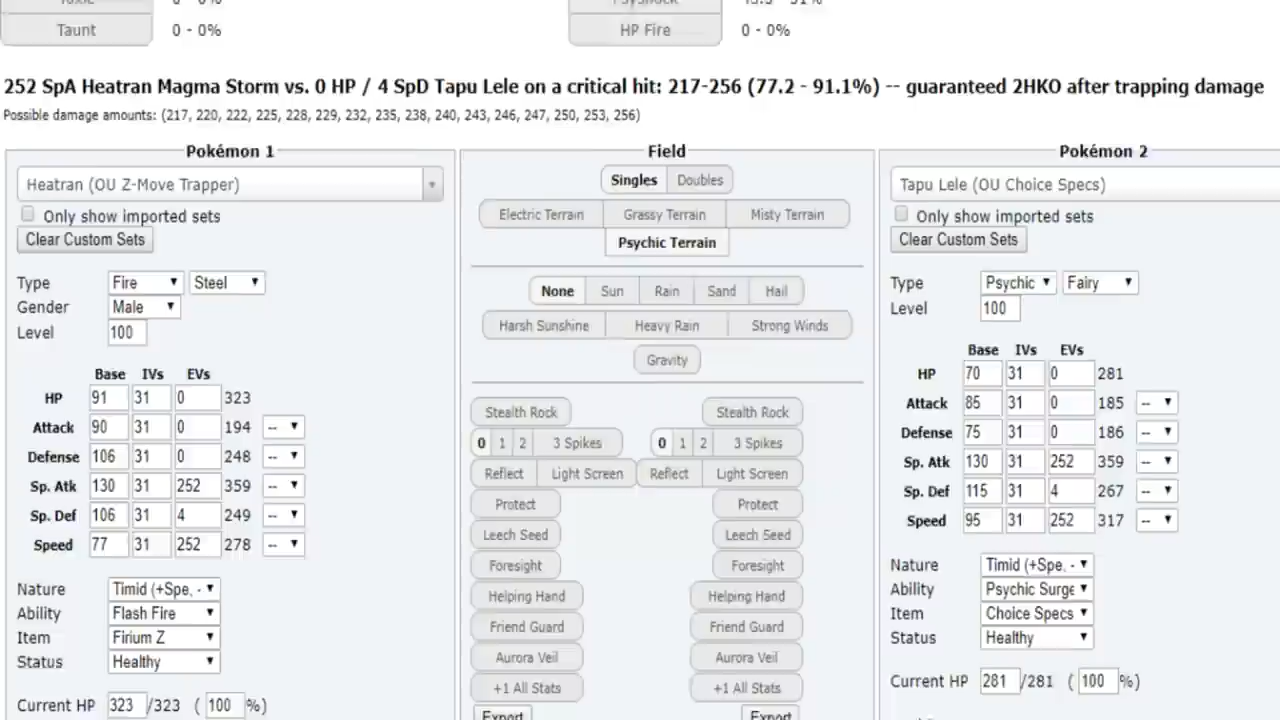 Toxic 0 - 0% Psyshock
Taunt 0 - 0% HP Fire 0 - 0%
252 SpA Heatran Magma Storm vs. 0 HP / 4 SpD Tapu Lele on a critical hit: 217-256 (77.2 - 91.1%) -- guaranteed 2HKO after trapping damage
Possible damage amounts: (217, 220, 222, 225, 228, 229, 232, 235, 238, 240, 243, 246, 247, 250, 253, 256)
Pokémon 1
Heatran (OU Z-Move Trapper)
Only show imported sets
Clear Custom Sets
Type Fire Steel
Gender Male
Level 100
Base IVs EVs
HP 91 31 0 323
Attack 90 31 0 194 --
Defense 106 31 0 248 --
Sp. Atk 130 31 252 359 --
Sp. Def 106 31 4 249 --
Speed 77 31 252 278 --
Nature Timid (+Spe, -
Ability Flash Fire
Item Firium Z
Status Healthy
Current HP 323 /323 ( 100 %)
Field
Singles Doubles
Electric Terrain Grassy Terrain Misty Terrain
Psychic Terrain
None Sun Rain Sand Hail
Harsh Sunshine Heavy Rain Strong Winds
Gravity
Stealth Rock Stealth Rock
0 1 2 3 Spikes 0 1 2 3 Spikes
Reflect Light Screen Reflect Light Screen
Protect Protect
Leech Seed Leech Seed
Foresight Foresight
Helping Hand Helping Hand
Friend Guard Friend Guard
Aurora Veil Aurora Veil
+1 All Stats +1 All Stats
Export Export
Pokémon 2
Tapu Lele (OU Choice Specs)
Only show imported sets
Clear Custom Sets
Type Psychic Fairy
Level 100
Base IVs EVs
HP 70 31 0 281
Attack 85 31 0 185 --
Defense 75 31 0 186 --
Sp. Atk 130 31 252 359 --
Sp. Def 115 31 4 267 --
Speed 95 31 252 317 --
Nature Timid (+Spe, -
Ability Psychic Surge
Item Choice Specs
Status Healthy
Current HP 281 /281 ( 100 %)